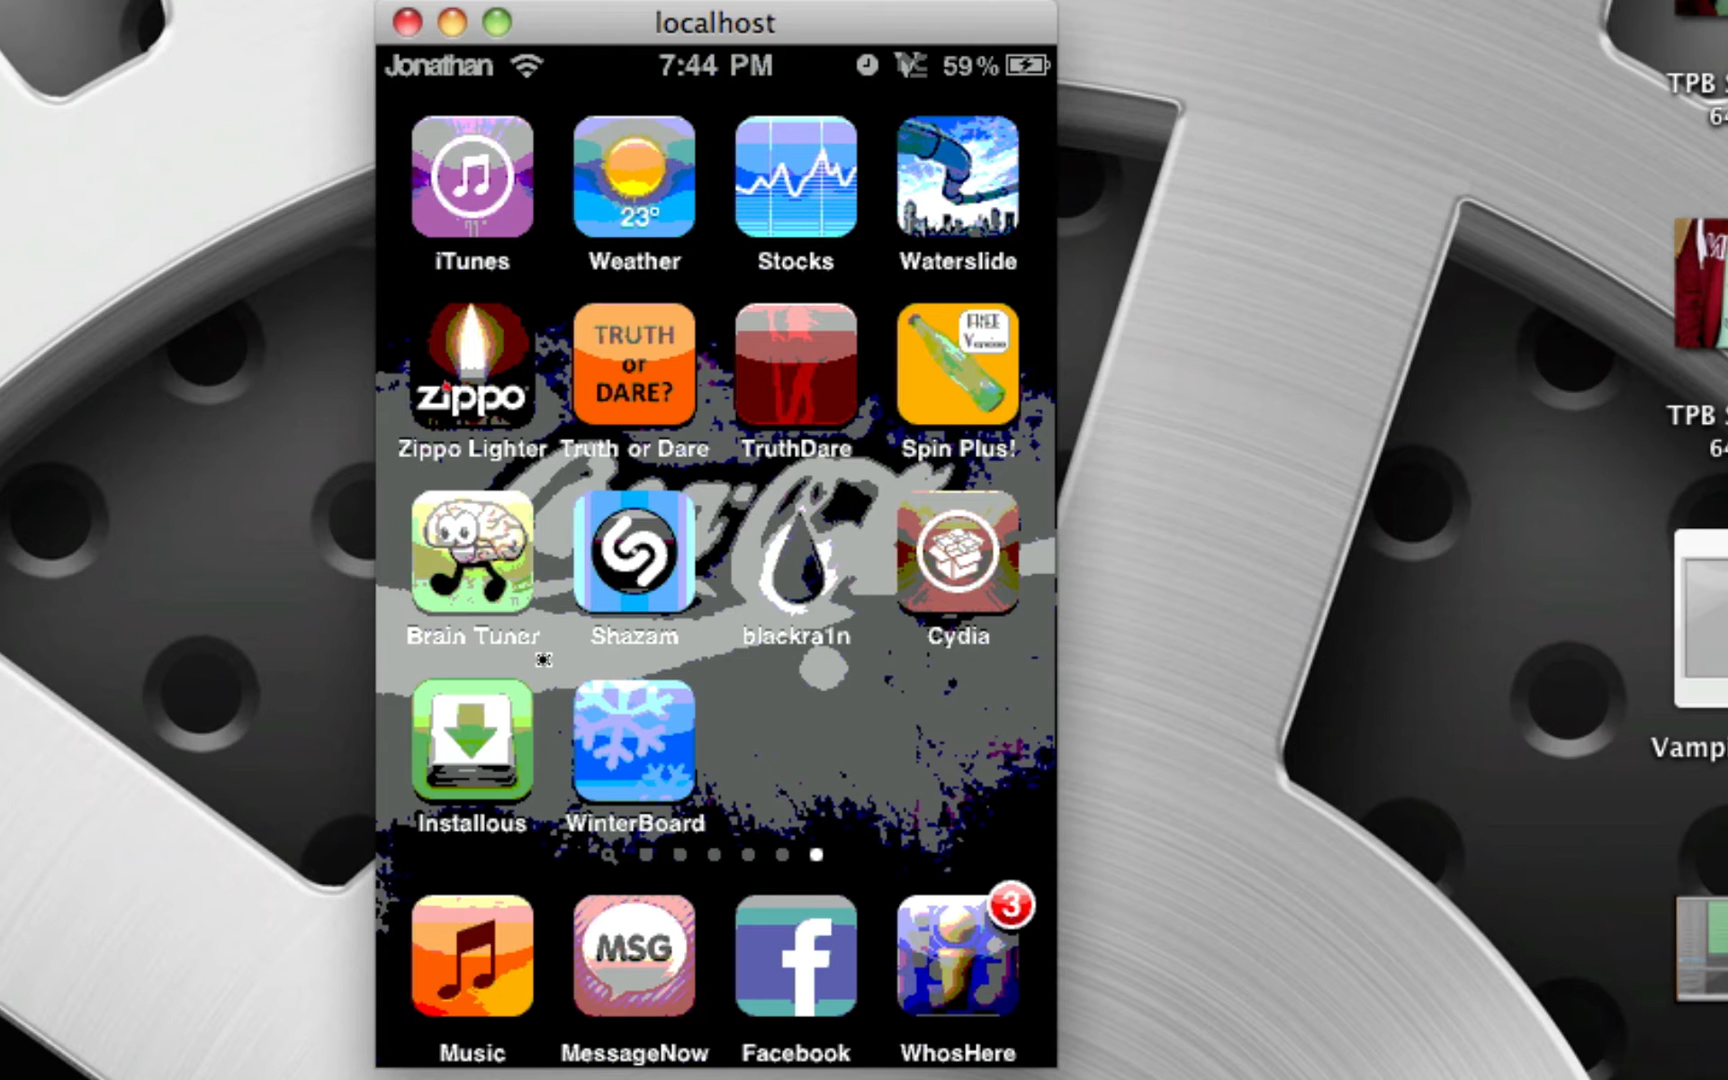 localhost
Jonathan 7:44 PM 59%
23°
iTunes Weather Stocks Waterslide
TRUTH
or
DARE?
FREE
Version
zippo
Zippo Lighter Truth or Dare TruthDare Spin Plus!
Brain Tuner Shazam blackra1n Cydia
Installous WinterBoard
3
MSG
f
Music MessageNow Facebook WhosHere
TPB
TPB
Vamp